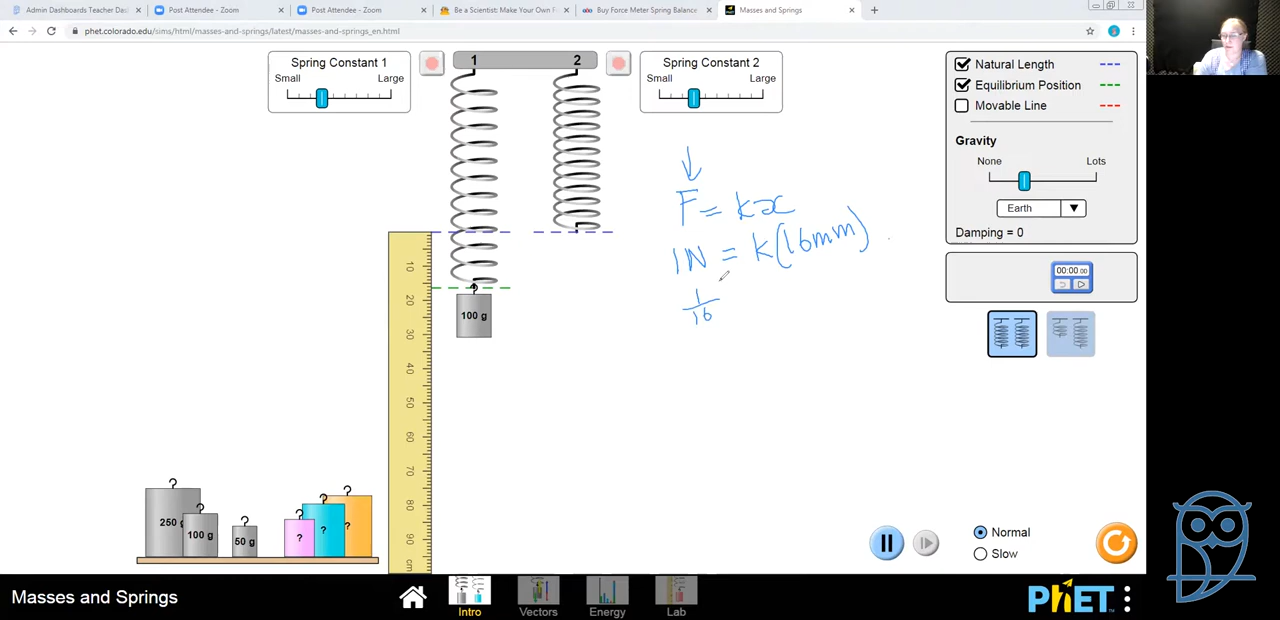 Admin Dashboards Teacher Das
Post Attendee - Zoom
Post Attendee - Zoom
Be a Scientist: Make Your Own F
Buy Force Meter Spring Balance
Masses and Springs
phet.colorado.edu/sims/html/masses-and-springs/latest/masses-and-springs_en.html
Spring Constant 1
Small
Large
1
2
Spring Constant 2
Small
Large
Natural Length
Equilibrium Position
Movable Line
Gravity
None
Lots
Earth
Damping = 0
00:00.00
F = kx
1N = k(16mm)
1/16
10
20
30
40
50
60
70
80
90
cm
100 g
250 g
100 g
50 g
?
?
?
Normal
Slow
Masses and Springs
Intro
Vectors
Energy
Lab
PhET